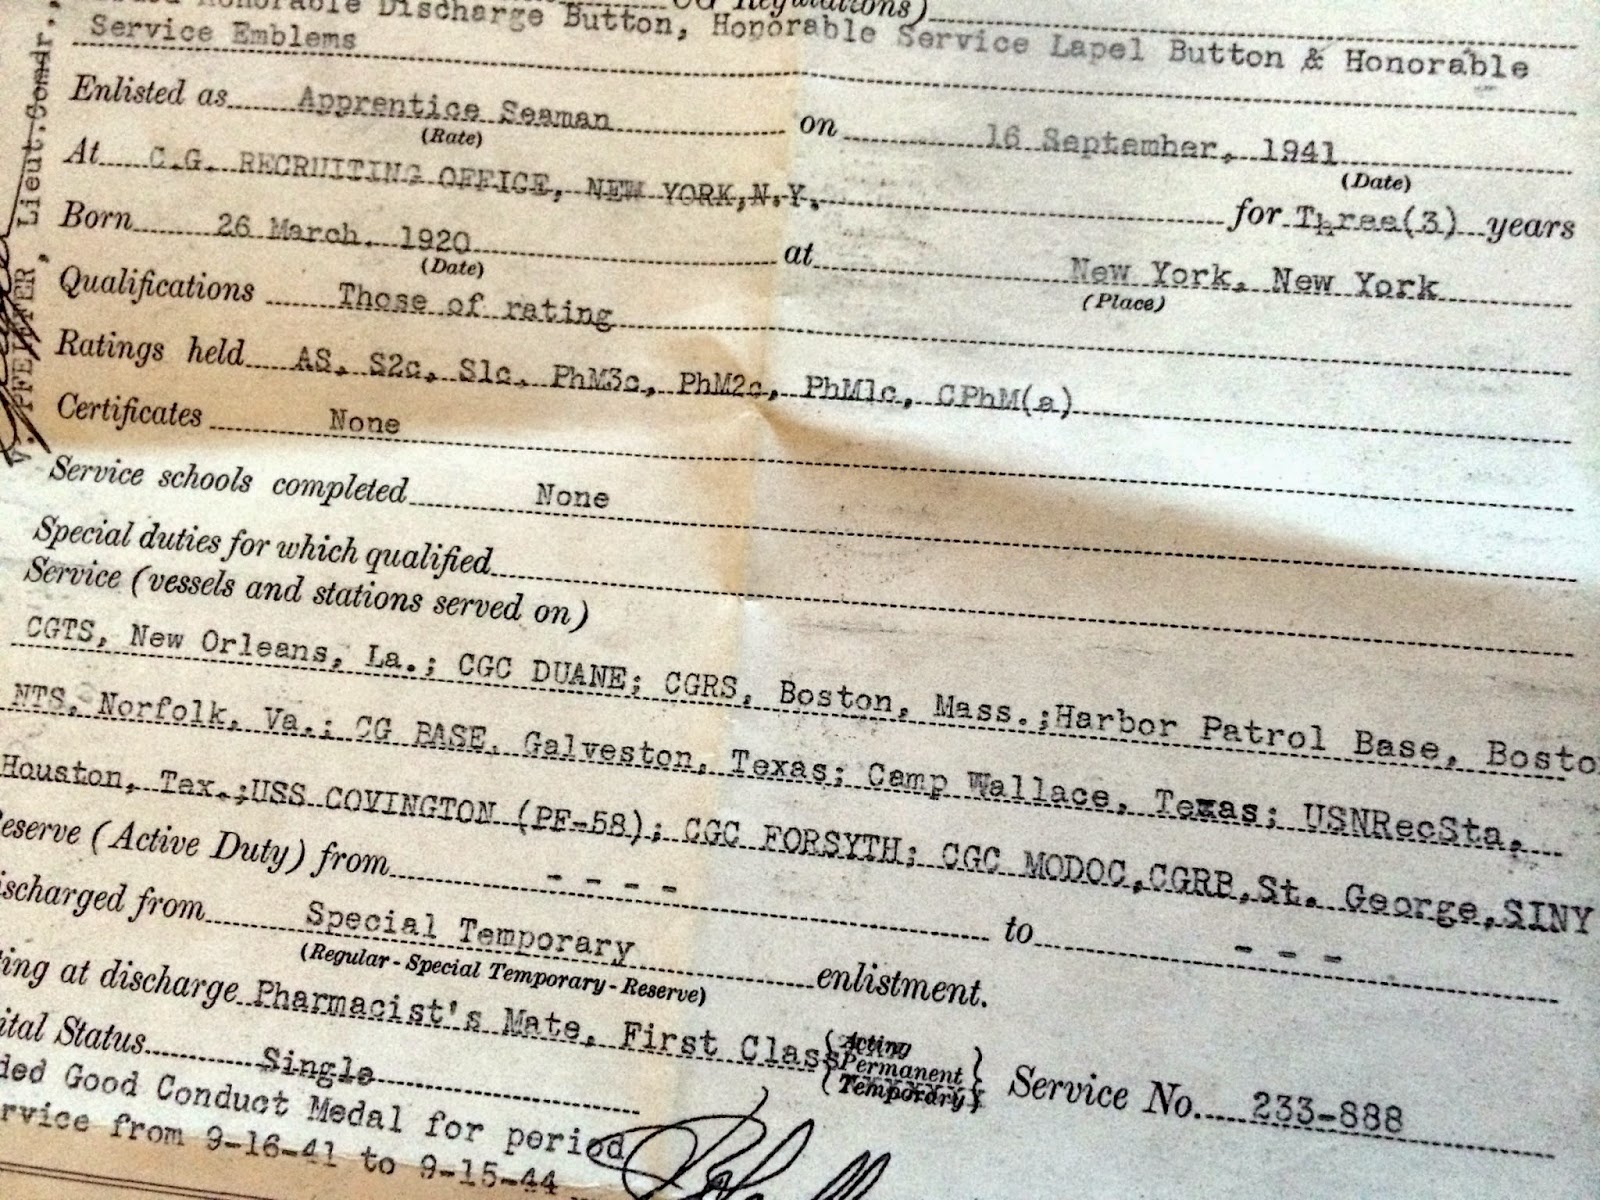 Honorable Discharge Button, Honorable Service Lapel Button & Honorable
Service Emblems
Enlisted as Apprentice Seaman on 16 September, 1941
(Rate) (Date)
At C.G. RECRUITING OFFICE, NEW YORK,N.Y. for Three(3) years
Born 26 March, 1920 at New York, New York
(Date) (Place)
Qualifications Those of rating
Ratings held AS, S2c, S1c, PhM3c, PhM2c, PhM1c, CPhM(a)
Certificates None
Service schools completed None
Special duties for which qualified
Service (vessels and stations served on)
CGTS, New Orleans, La.; CGC DUANE; CGRS, Boston, Mass.;Harbor Patrol Base, Bosto
NTS, Norfolk, Va.; CG BASE, Galveston, Texas; Camp Wallace, Texas; USNRecSta.
Houston, Tax.;USS COVINGTON (PF-58); CGC FORSYTH; CGC MODOC,CGRB,St. George,SINY
eserve (Active Duty) from - - - - to - - -
ischarged from Special Temporary enlistment.
(Regular - Special Temporary - Reserve)
ting at discharge Pharmacist's Mate, First Class {Acting Permanent Temporary} Service No. 233-888
ital Status Single
ded Good Conduct Medal for period
rvice from 9-16-41 to 9-15-44
V. PFEIFFER, Lieut.Comdr.,